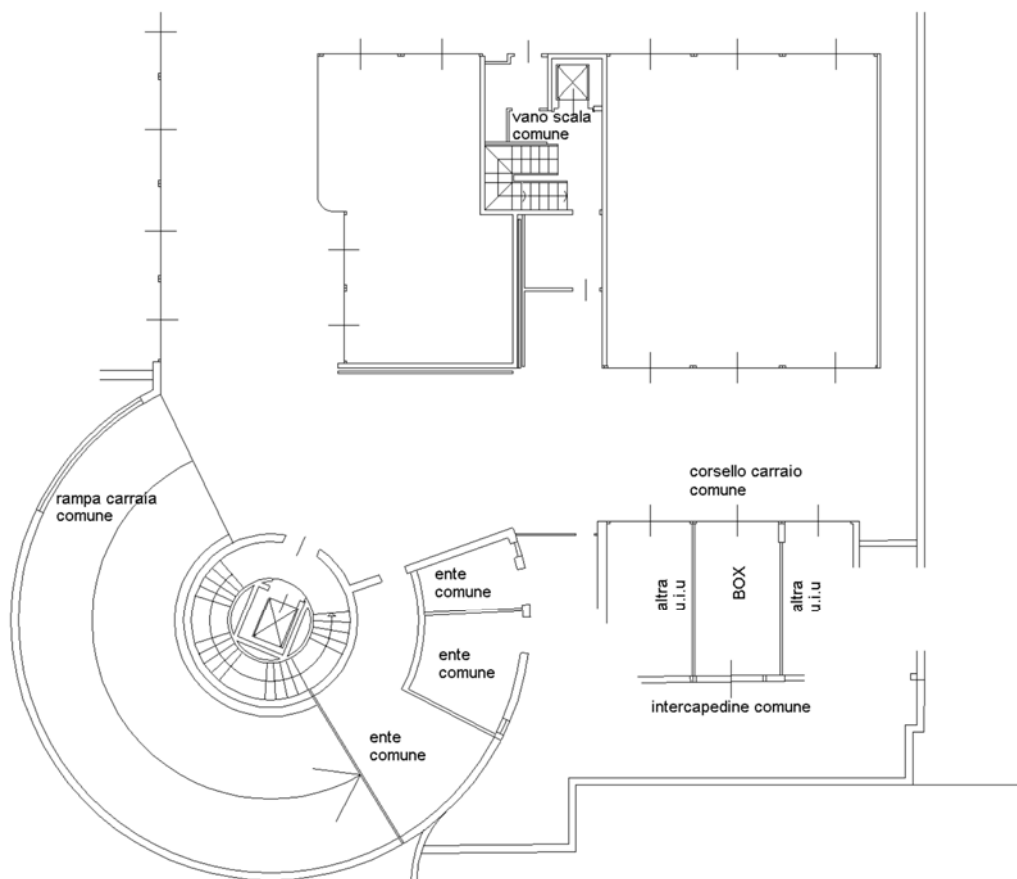 vano scala
comune
corsello carraio
comune
rampa carraia
comune
ente
comune
altra
u.i.u
BOX
altra
u.i.u
ente
comune
intercapedine comune
ente
comune